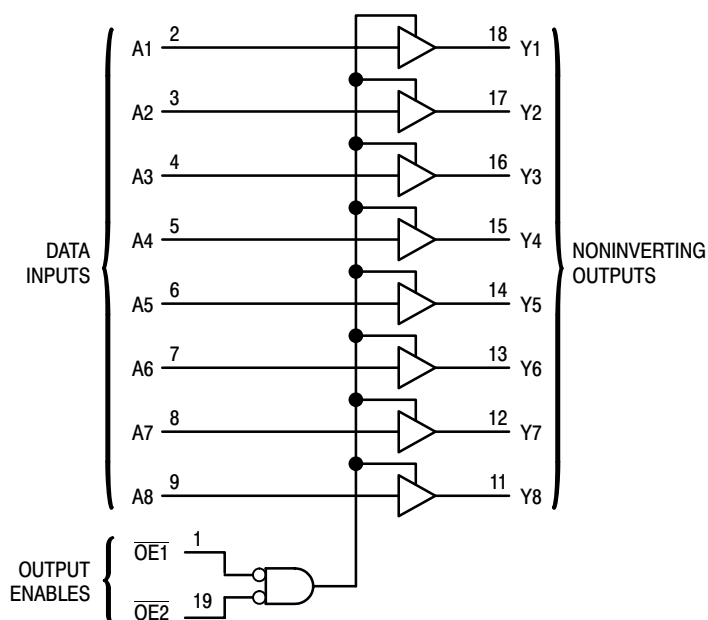 A1 2 18 Y1
A2 3 17 Y2
A3 4 16 Y3
A4 5 15 Y4
DATA
INPUTS
NONINVERTING
OUTPUTS
A5 6 14 Y5
A6 7 13 Y6
A7 8 12 Y7
A8 9 11 Y8
OUTPUT
ENABLES
O̅E̅1̅ 1
O̅E̅2̅ 19